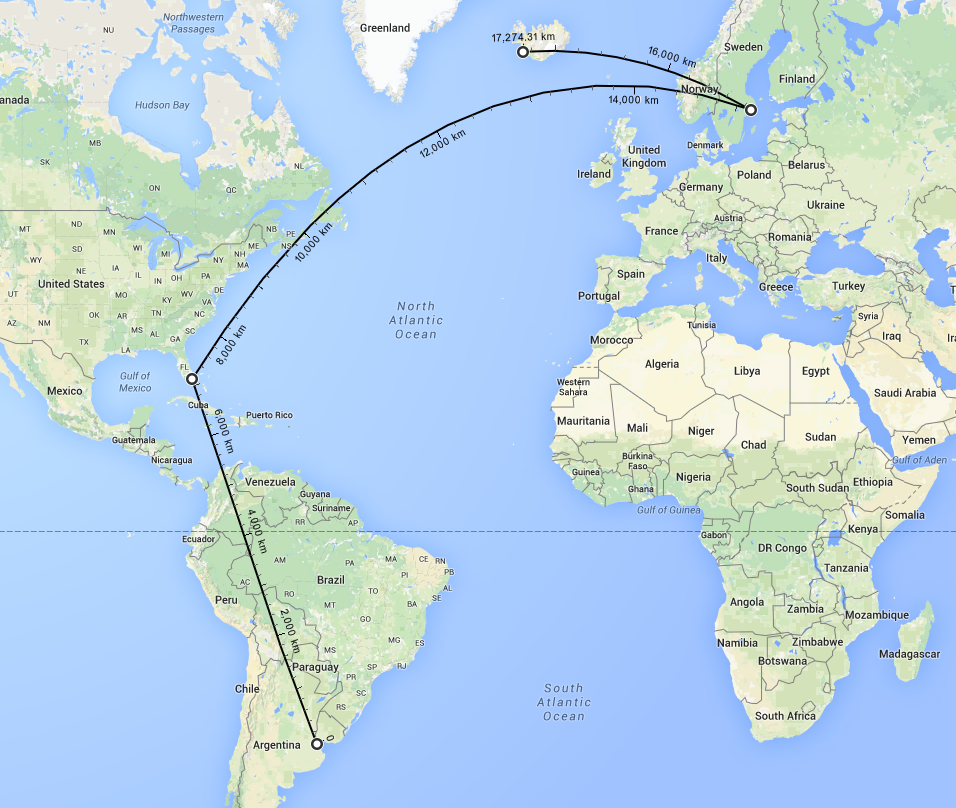 Northwestern
Passages
NU
Greenland
17,274.31 km
16,000 km
Sweden
Finland
Norway
anada
Hudson Bay
14,000 km
12,000 km
MB
SK
NL
ON
QC
United
Kingdom
Ireland
Denmark
Belarus
Poland
Germany
Ukraine
Austria
France
Romania
Italy
Spain
Portugal
Greece
Turkey
MT
ND
MN
SD
WI
MI
NB
PE
NS
ME
NH
NY
MA
10,000 km
WY
IA
NE
IL
IN
OH
PA
United States
UT
CO
MO
KS
KY
WV
VA
DE
AZ
NM
OK
AR
TN
NC
MS
AL
GA
SC
TX
LA
FL
8,000 km
North
Atlantic
Ocean
Tunisia
Morocco
Algeria
Libya
Egypt
Syria
Iraq
Ira
T
Saudi Arabia
Western
Sahara
Mauritania
Mali
Niger
Chad
Sudan
Yemen
Gulf of Aden
Gulf of
Mexico
Mexico
Cuba
Puerto Rico
6,000 km
Guatemala
Nicaragua
Venezuela
Guyana
Suriname
Guinea
Burkina
Faso
Ghana
Nigeria
South Sudan
Ethiopia
Somalia
Gulf of Guinea
Gabon
Kenya
DR Congo
Tanzania
4,000 km
Ecuador
RR
AP
AM
PA
MA
CE
RN
PB
PI
AL
SE
AC
RO
TO
BA
MT
Brazil
Peru
GO
MG
ES
MS
SP
RJ
2,000 km
Paraguay
PR
SC
RS
Chile
Argentina
0
South
Atlantic
Ocean
Angola
Zambia
Mozambique
Namibia
Zimbabwe
Botswana
Madagascar
South Africa